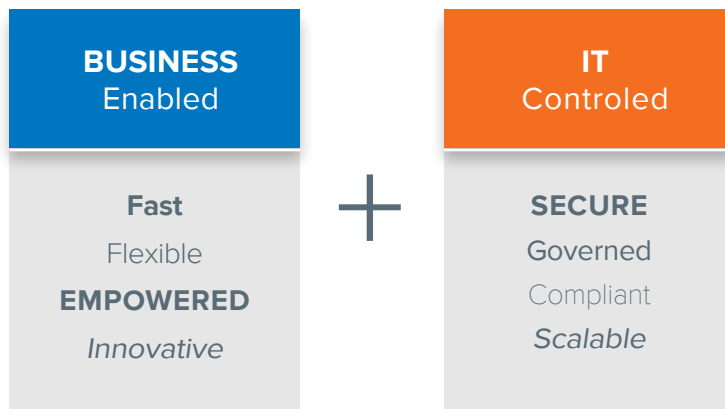 BUSINESS
Enabled
Fast
Flexible
EMPOWERED
Innovative
+
IT
Controled
SECURE
Governed
Compliant
Scalable